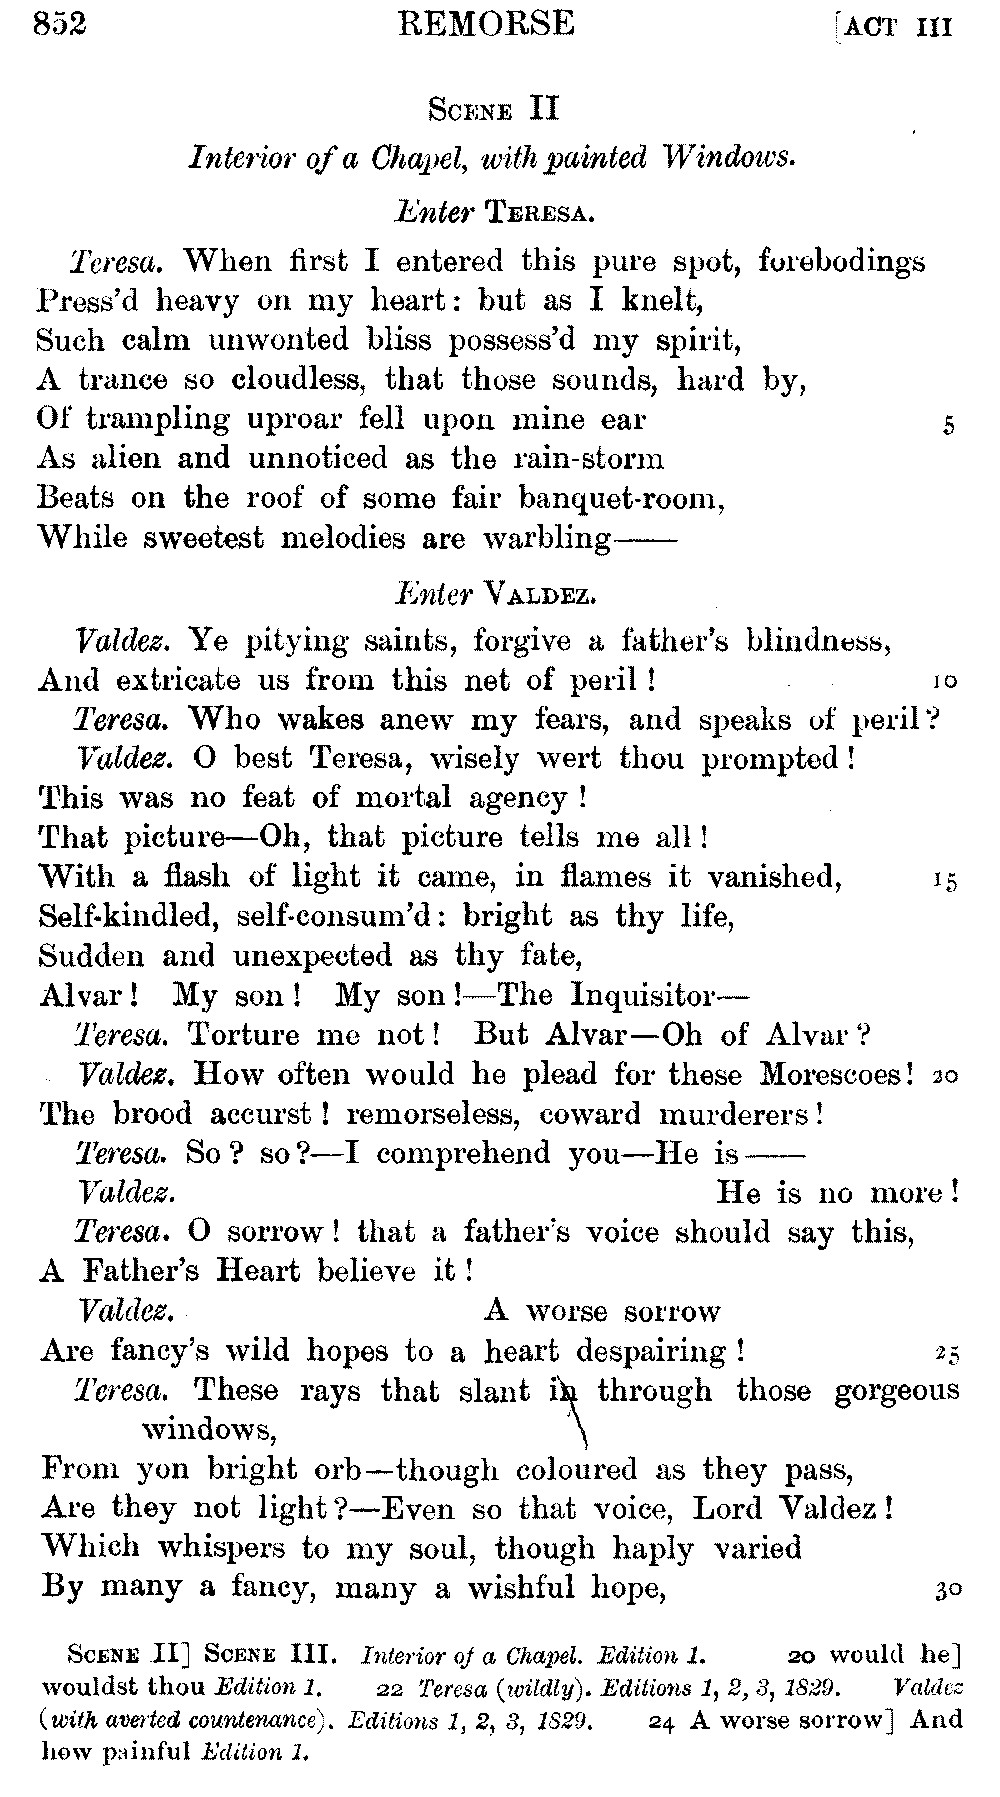 852 REMORSE [ACT III
SCENE II
Interior of a Chapel, with painted Windows.
Enter TERESA.
Teresa. When first I entered this pure spot, forebodings
Press'd heavy on my heart: but as I knelt,
Such calm unwonted bliss possess'd my spirit,
A trance so cloudless, that those sounds, hard by,
Of trampling uproar fell upon mine ear 5
As alien and unnoticed as the rain-storm
Beats on the roof of some fair banquet-room,
While sweetest melodies are warbling——
Enter VALDEZ.
Valdez. Ye pitying saints, forgive a father's blindness,
And extricate us from this net of peril! 10
Teresa. Who wakes anew my fears, and speaks of peril?
Valdez. O best Teresa, wisely wert thou prompted!
This was no feat of mortal agency!
That picture—Oh, that picture tells me all!
With a flash of light it came, in flames it vanished, 15
Self-kindled, self-consum'd: bright as thy life,
Sudden and unexpected as thy fate,
Alvar! My son! My son!—The Inquisitor—
Teresa. Torture me not! But Alvar—Oh of Alvar?
Valdez. How often would he plead for these Morescoes! 20
The brood accurst! remorseless, coward murderers!
Teresa. So? so?—I comprehend you—He is——
Valdez. He is no more!
Teresa. O sorrow! that a father's voice should say this,
A Father's Heart believe it!
Valdez. A worse sorrow
Are fancy's wild hopes to a heart despairing! 25
Teresa. These rays that slant in through those gorgeous
windows,
From yon bright orb—though coloured as they pass,
Are they not light?—Even so that voice, Lord Valdez!
Which whispers to my soul, though haply varied
By many a fancy, many a wishful hope, 30
SCENE II] SCENE III. Interior of a Chapel. Edition 1. 20 would he]
wouldst thou Edition 1. 22 Teresa (wildly). Editions 1, 2, 3, 1829. Valdez
(with averted countenance). Editions 1, 2, 3, 1829. 24 A worse sorrow] And
how painful Edition 1.